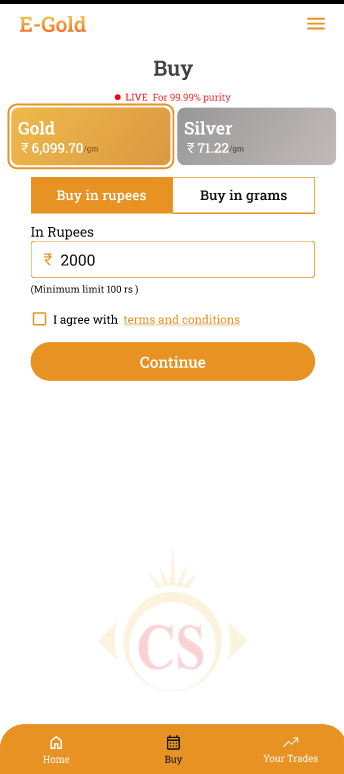 E-Gold
Buy
LIVE For 99.99% purity
Gold
₹ 6,099.70/gm
Silver
₹ 71.22/gm
Buy in rupees
Buy in grams
In Rupees
₹ 2000
(Minimum limit 100 rs )
I agree with terms and conditions
Continue
CS
Home
Buy
Your Trades